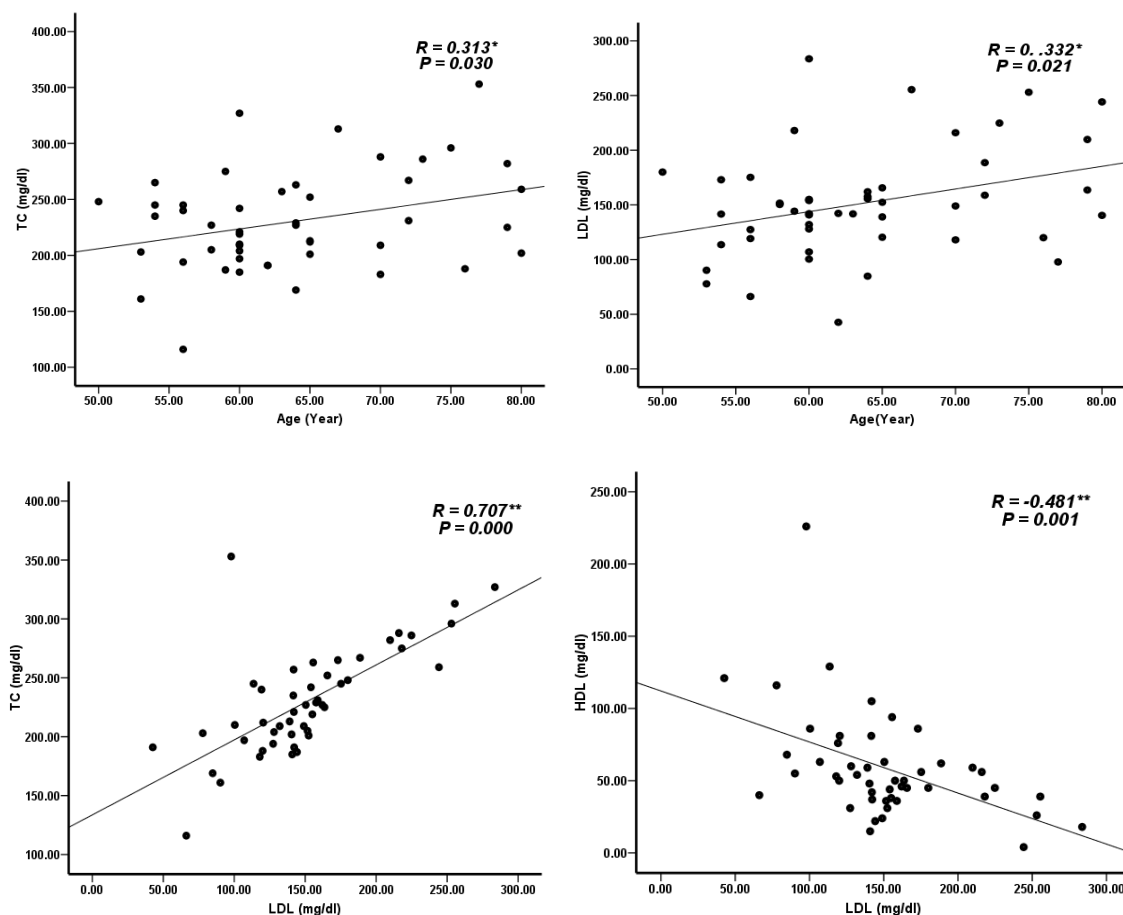 400.00
350.00
300.00
250.00
200.00
150.00
100.00
TC (mg/dl)
R = 0.313*
P = 0.030
50.00 55.00 60.00 65.00 70.00 75.00 80.00
Age (Year)
300.00
250.00
200.00
150.00
100.00
50.00
0.00
LDL (mg/dl)
R = 0. .332*
P = 0.021
50.00 55.00 60.00 65.00 70.00 75.00 80.00
Age(Year)
400.00
350.00
300.00
250.00
200.00
150.00
100.00
TC (mg/dl)
R = 0.707**
P = 0.000
0.00 50.00 100.00 150.00 200.00 250.00 300.00
LDL (mg/dl)
250.00
200.00
150.00
100.00
50.00
0.00
HDL (mg/dl)
R = -0.481**
P = 0.001
0.00 50.00 100.00 150.00 200.00 250.00 300.00
LDL (mg/dl)